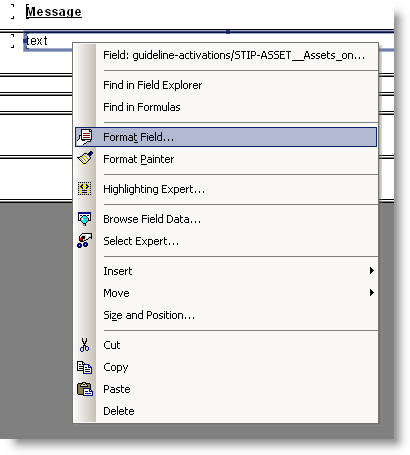 Message
text
Field: guideline-activations/STIP-ASSET__Assets_on...
Find in Field Explorer
Find in Formulas
Format Field...
Format Painter
Highlighting Expert...
Browse Field Data...
Select Expert...
Insert
Move
Size and Position...
Cut
Copy
Paste
Delete